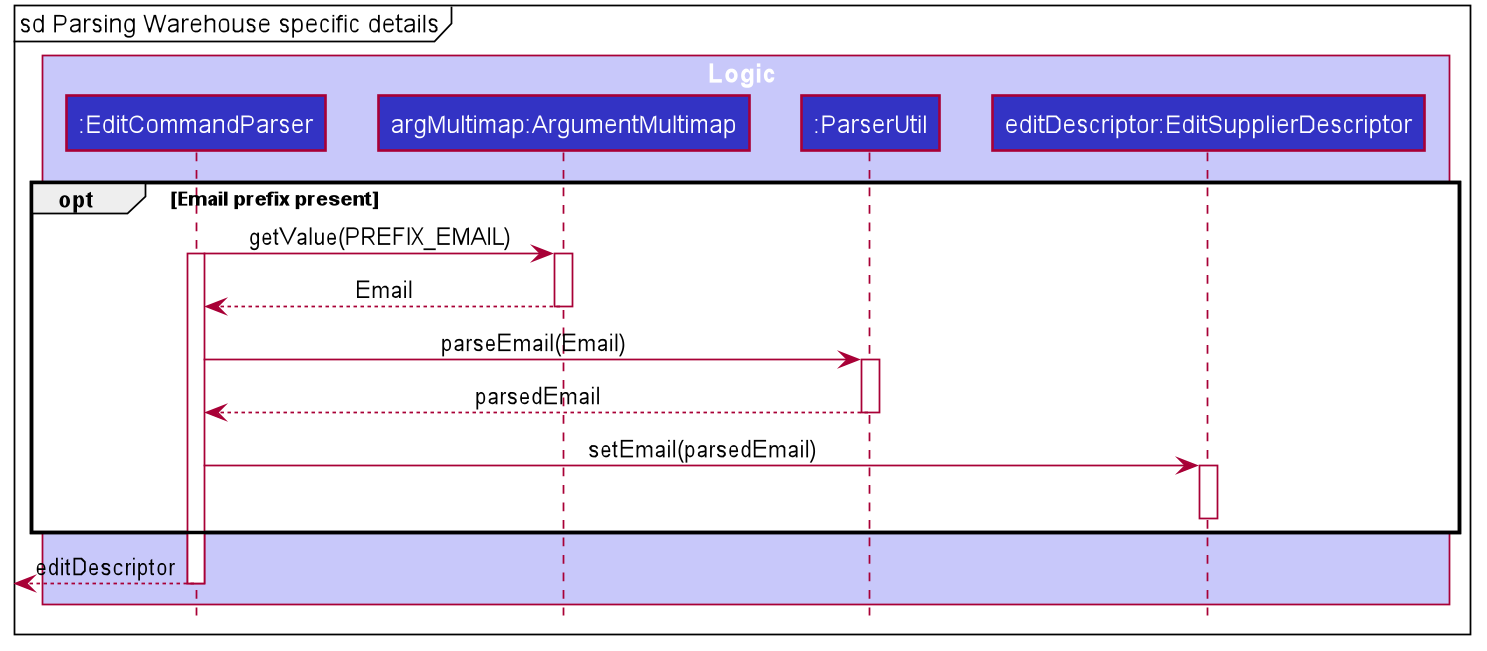 sd Parsing Warehouse specific details
Logic
:EditCommandParser
argMultimap:ArgumentMultimap
:ParserUtil
editDescriptor:EditSupplierDescriptor
opt
[Email prefix present]
getValue(PREFIX_EMAIL)
Email
parseEmail(Email)
parsedEmail
setEmail(parsedEmail)
editDescriptor